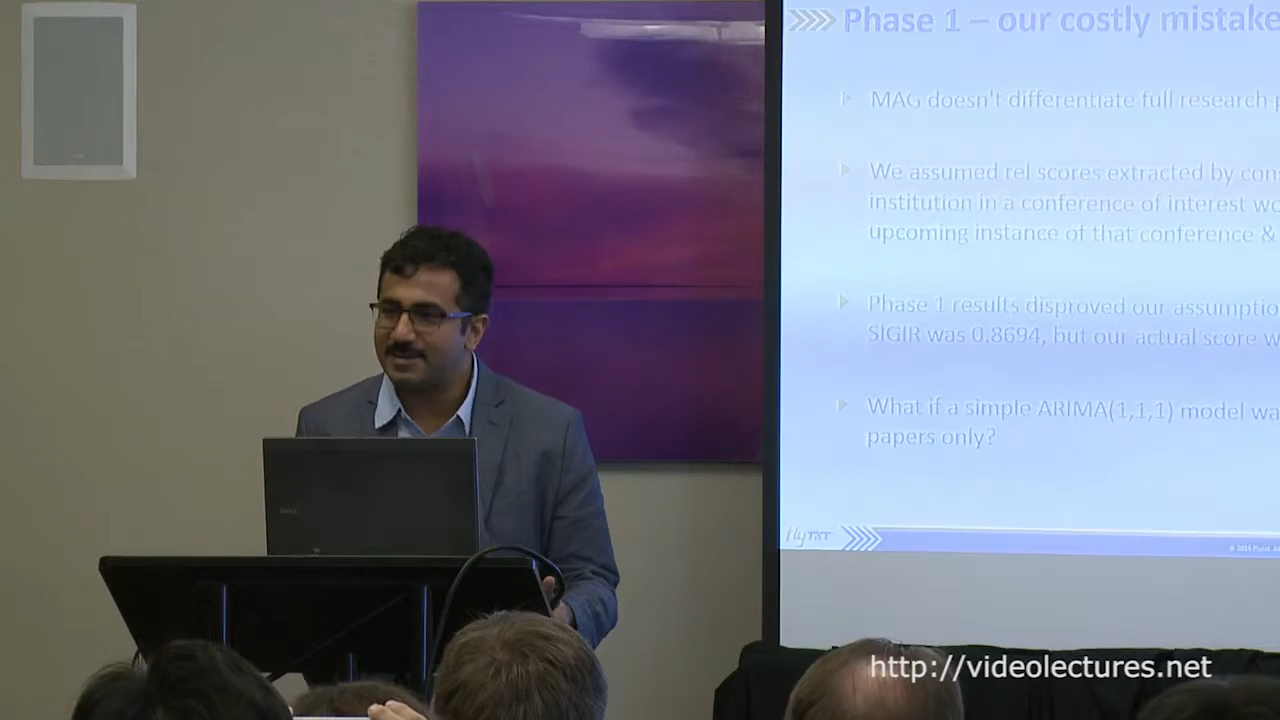 Phase 1 – our costly mistake
MAG doesn't differentiate full research
We assumed rel scores extracted by
institution in a conference of interest
upcoming instance of that conference &
Phase 1 results disproved our
SIGIR was 0.8694, but our actual score
What if a simple ARIMA(1,1,1) model
papers only?
flyTXT
DELL
http://videolectures.net